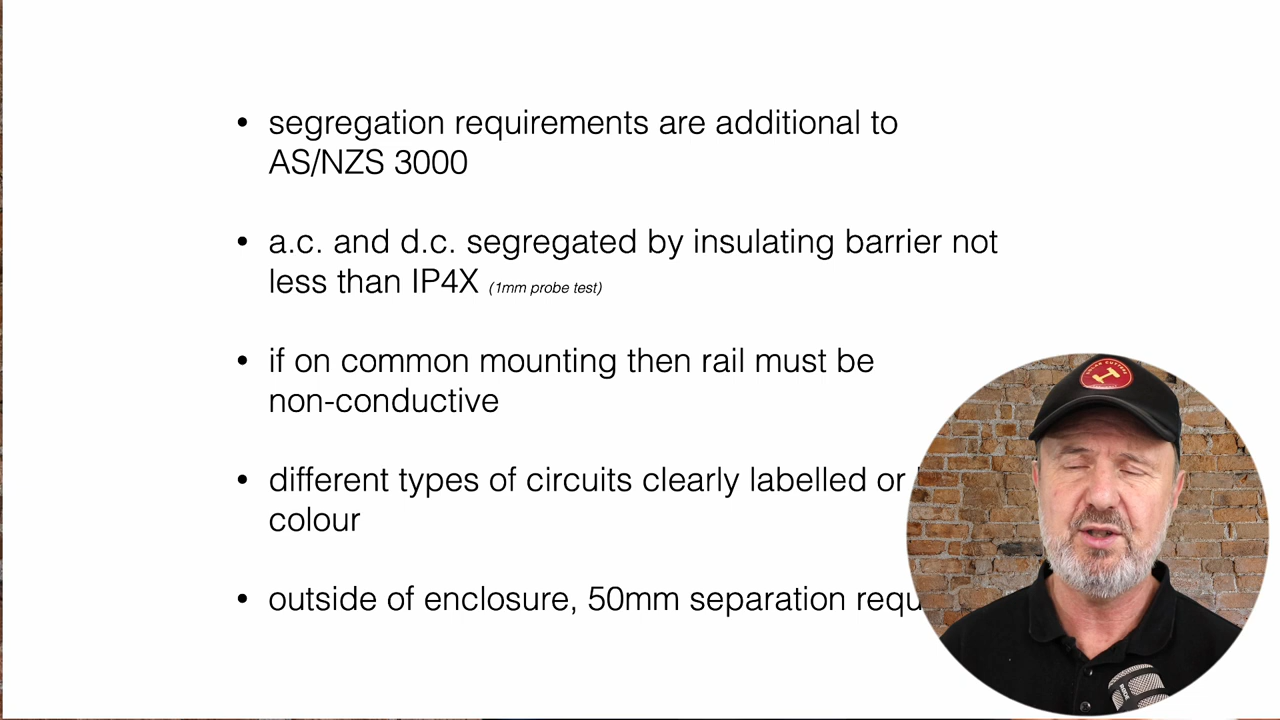 • segregation requirements are additional to
AS/NZS 3000
• a.c. and d.c. segregated by insulating barrier not
less than IP4X (1mm probe test)
• if on common mounting then rail must be
non-conductive
• different types of circuits clearly labelled or
colour
• outside of enclosure, 50mm separation